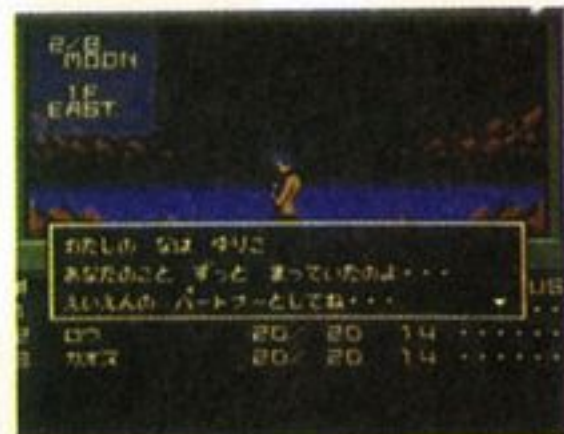 2/8
MOON
1F
EAST
わたしの なは ゆりこ
あなたのこと ずっと まっていたのよ・・・
えいえんの パートナーとしてね・・・ ▼
US
ロウ 20/ 20 14 ・・・・・
カオス 20/ 20 14 ・・・・・